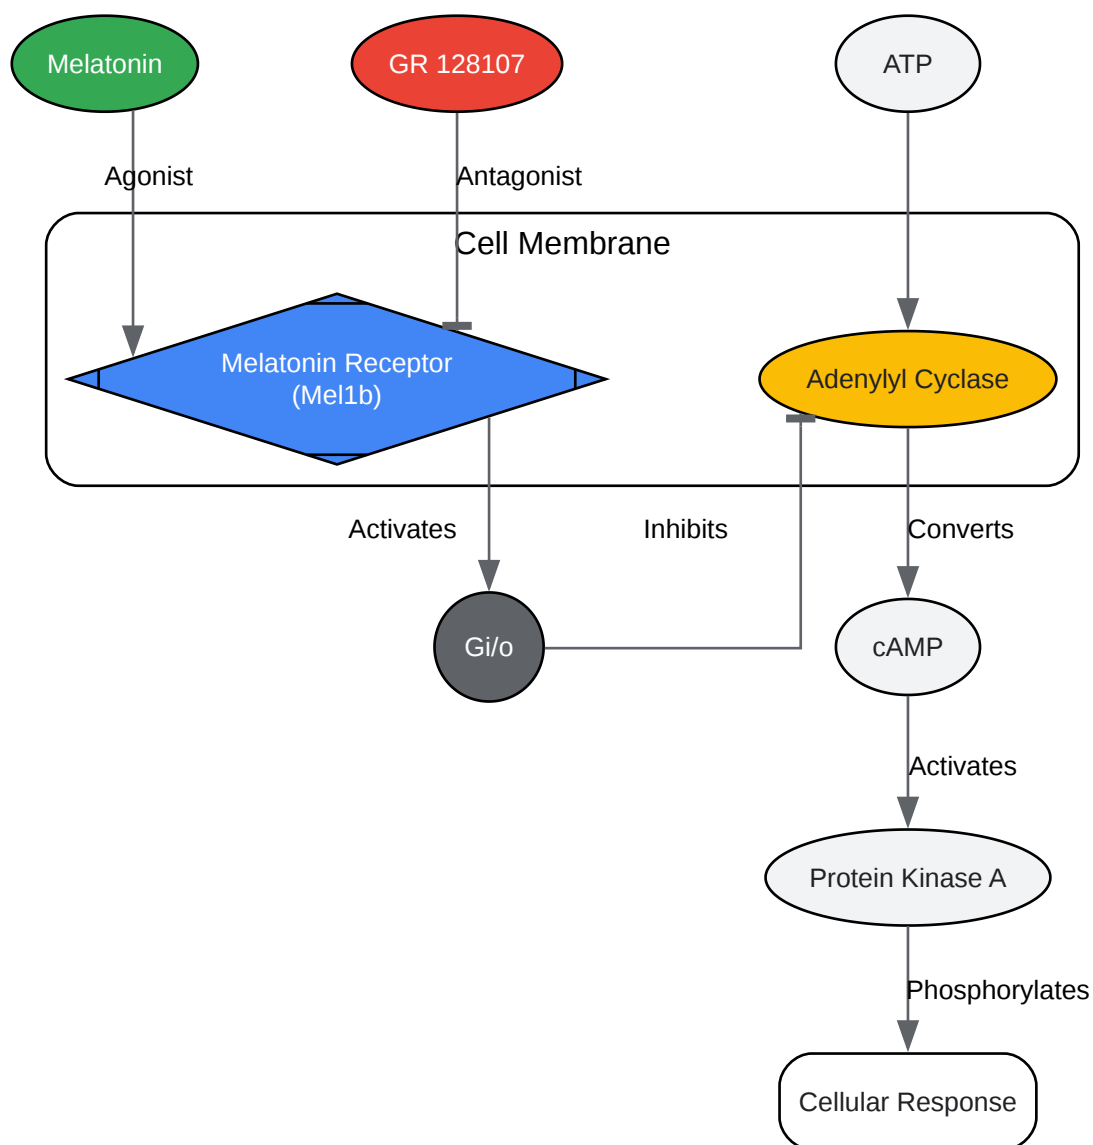 Melatonin
GR 128107
ATP
Agonist
Antagonist
Cell Membrane
Melatonin Receptor
(Mel1b)
Adenylyl Cyclase
Activates
Inhibits
Converts
Gi/o
cAMP
Activates
Protein Kinase A
Phosphorylates
Cellular Response